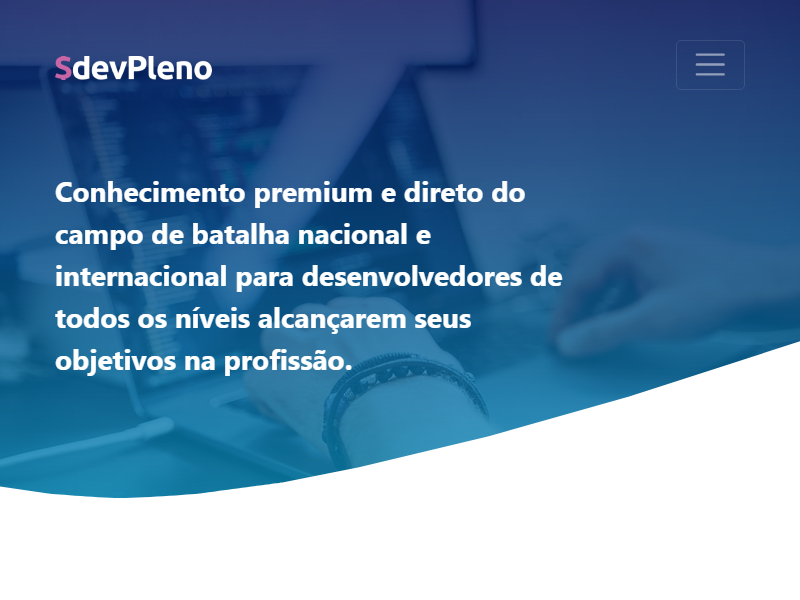 $devPleno
Conhecimento premium e direto do
campo de batalha nacional e
internacional para desenvolvedores de
todos os níveis alcançarem seus
objetivos na profissão.